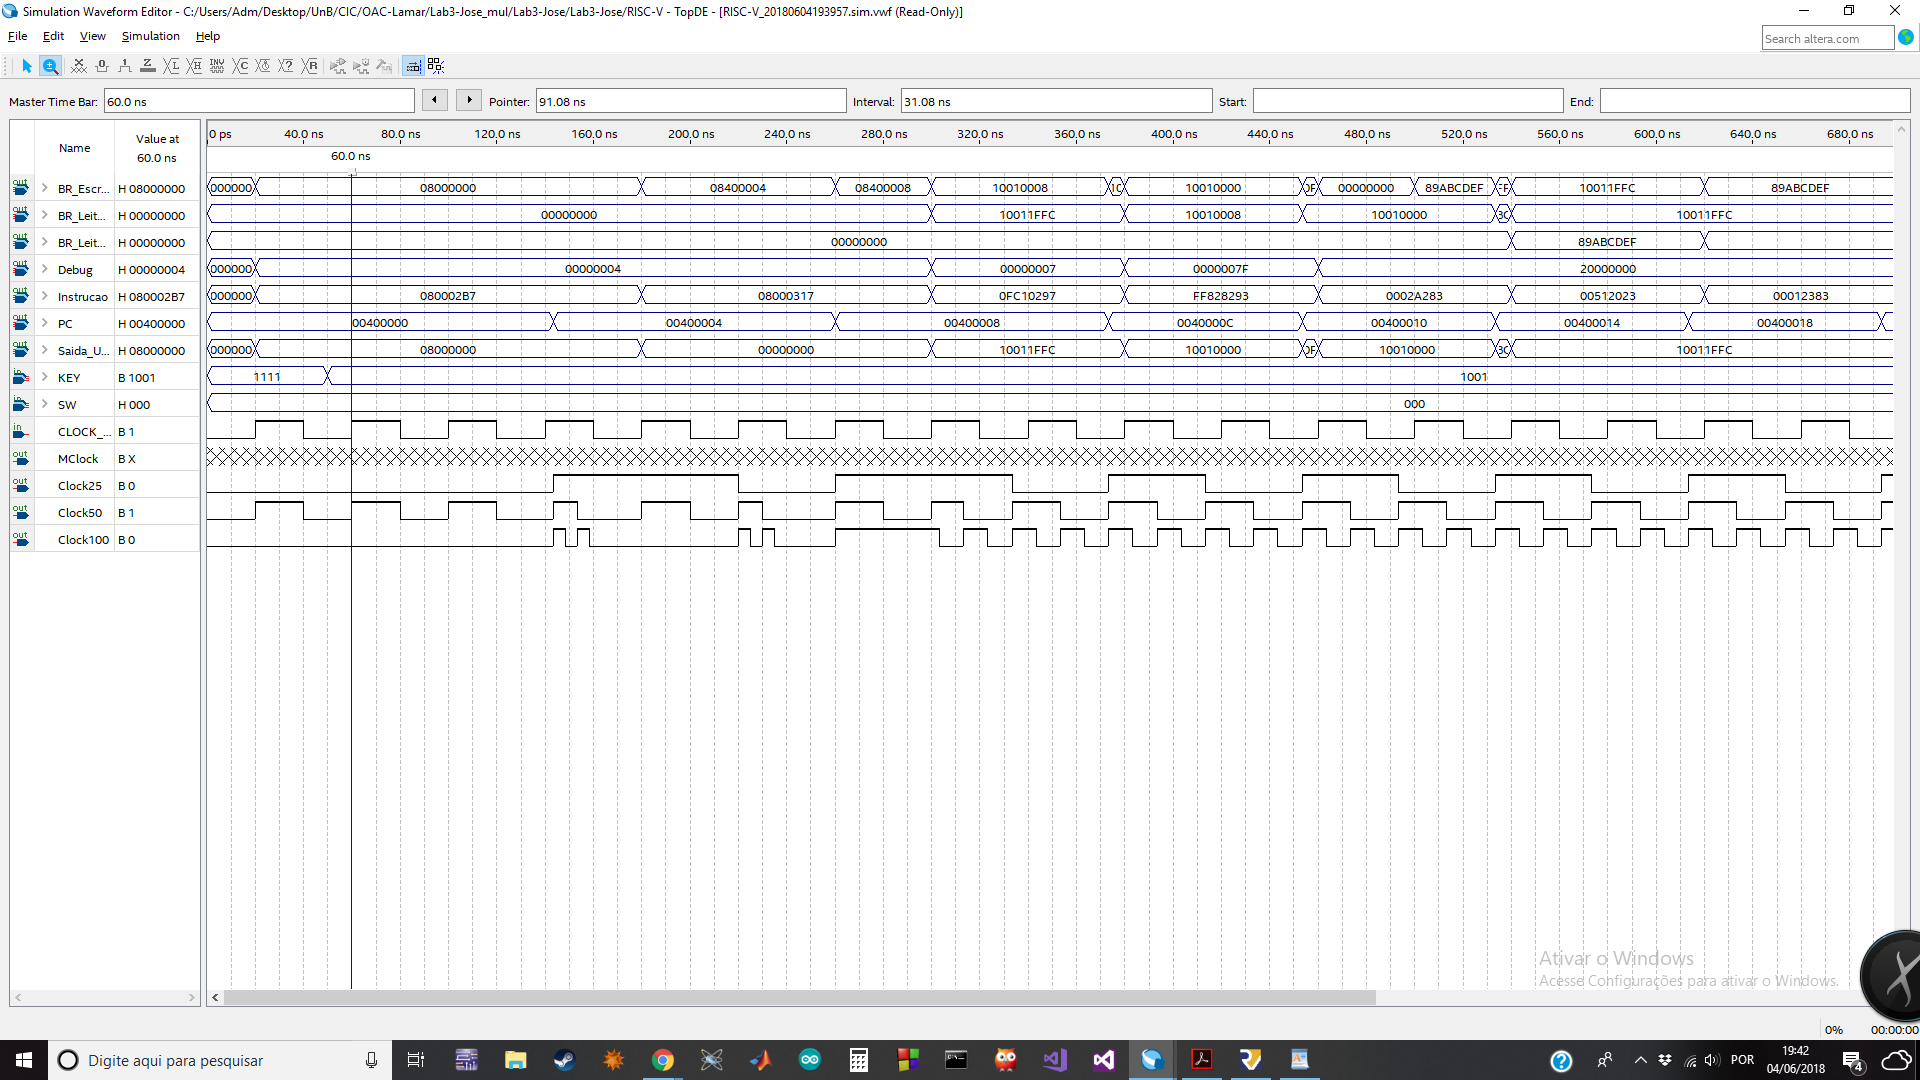 Simulation Waveform Editor - C:/Users/Adm/Desktop/UnB/CIC/OAC-Lamar/Lab3-Jose_mul/Lab3-Jose/Lab3-Jose/RISC-V - TopDE - [RISC-V_20180604193957.sim.vwf (Read-Only)]
File Edit View Simulation Help
Search altera.com
Master Time Bar: 60.0 ns Pointer: 91.08 ns Interval: 31.08 ns Start: End:
Name Value at 60.0 ns
0 ps 40.0 ns 80.0 ns 120.0 ns 160.0 ns 200.0 ns 240.0 ns 280.0 ns 320.0 ns 360.0 ns 400.0 ns 440.0 ns 480.0 ns 520.0 ns 560.0 ns 600.0 ns 640.0 ns 680.0 ns
60.0 ns
BR_Escr... H 08000000 000000 08000000 08400004 08400008 10010008 10010000 00000000 89ABCDEF 10011FFC 89ABCDEF
BR_Leit... H 00000000 00000000 10011FFC 10010008 10010000 10011FFC
BR_Leit... H 00000000 00000000 89ABCDEF
Debug H 00000004 000000 00000004 00000007 0000007F 20000000
Instrucao H 080002B7 000000 080002B7 08000317 0FC10297 FF828293 0002A283 00512023 00012383
PC H 00400000 00400000 00400004 00400008 0040000C 00400010 00400014 00400018
Saida_U... H 08000000 000000 08000000 00000000 10011FFC 10010000 10010000 10011FFC
KEY B 1001 1111 1001
SW H 000 000
CLOCK_... B 1
MClock B X
Clock25 B 0
Clock50 B 1
Clock100 B 0
Ativar o Windows
Acesse Configurações para ativar o Windows.
0% 00:00:00
Digite aqui para pesquisar
POR
19:42
04/06/2018
4